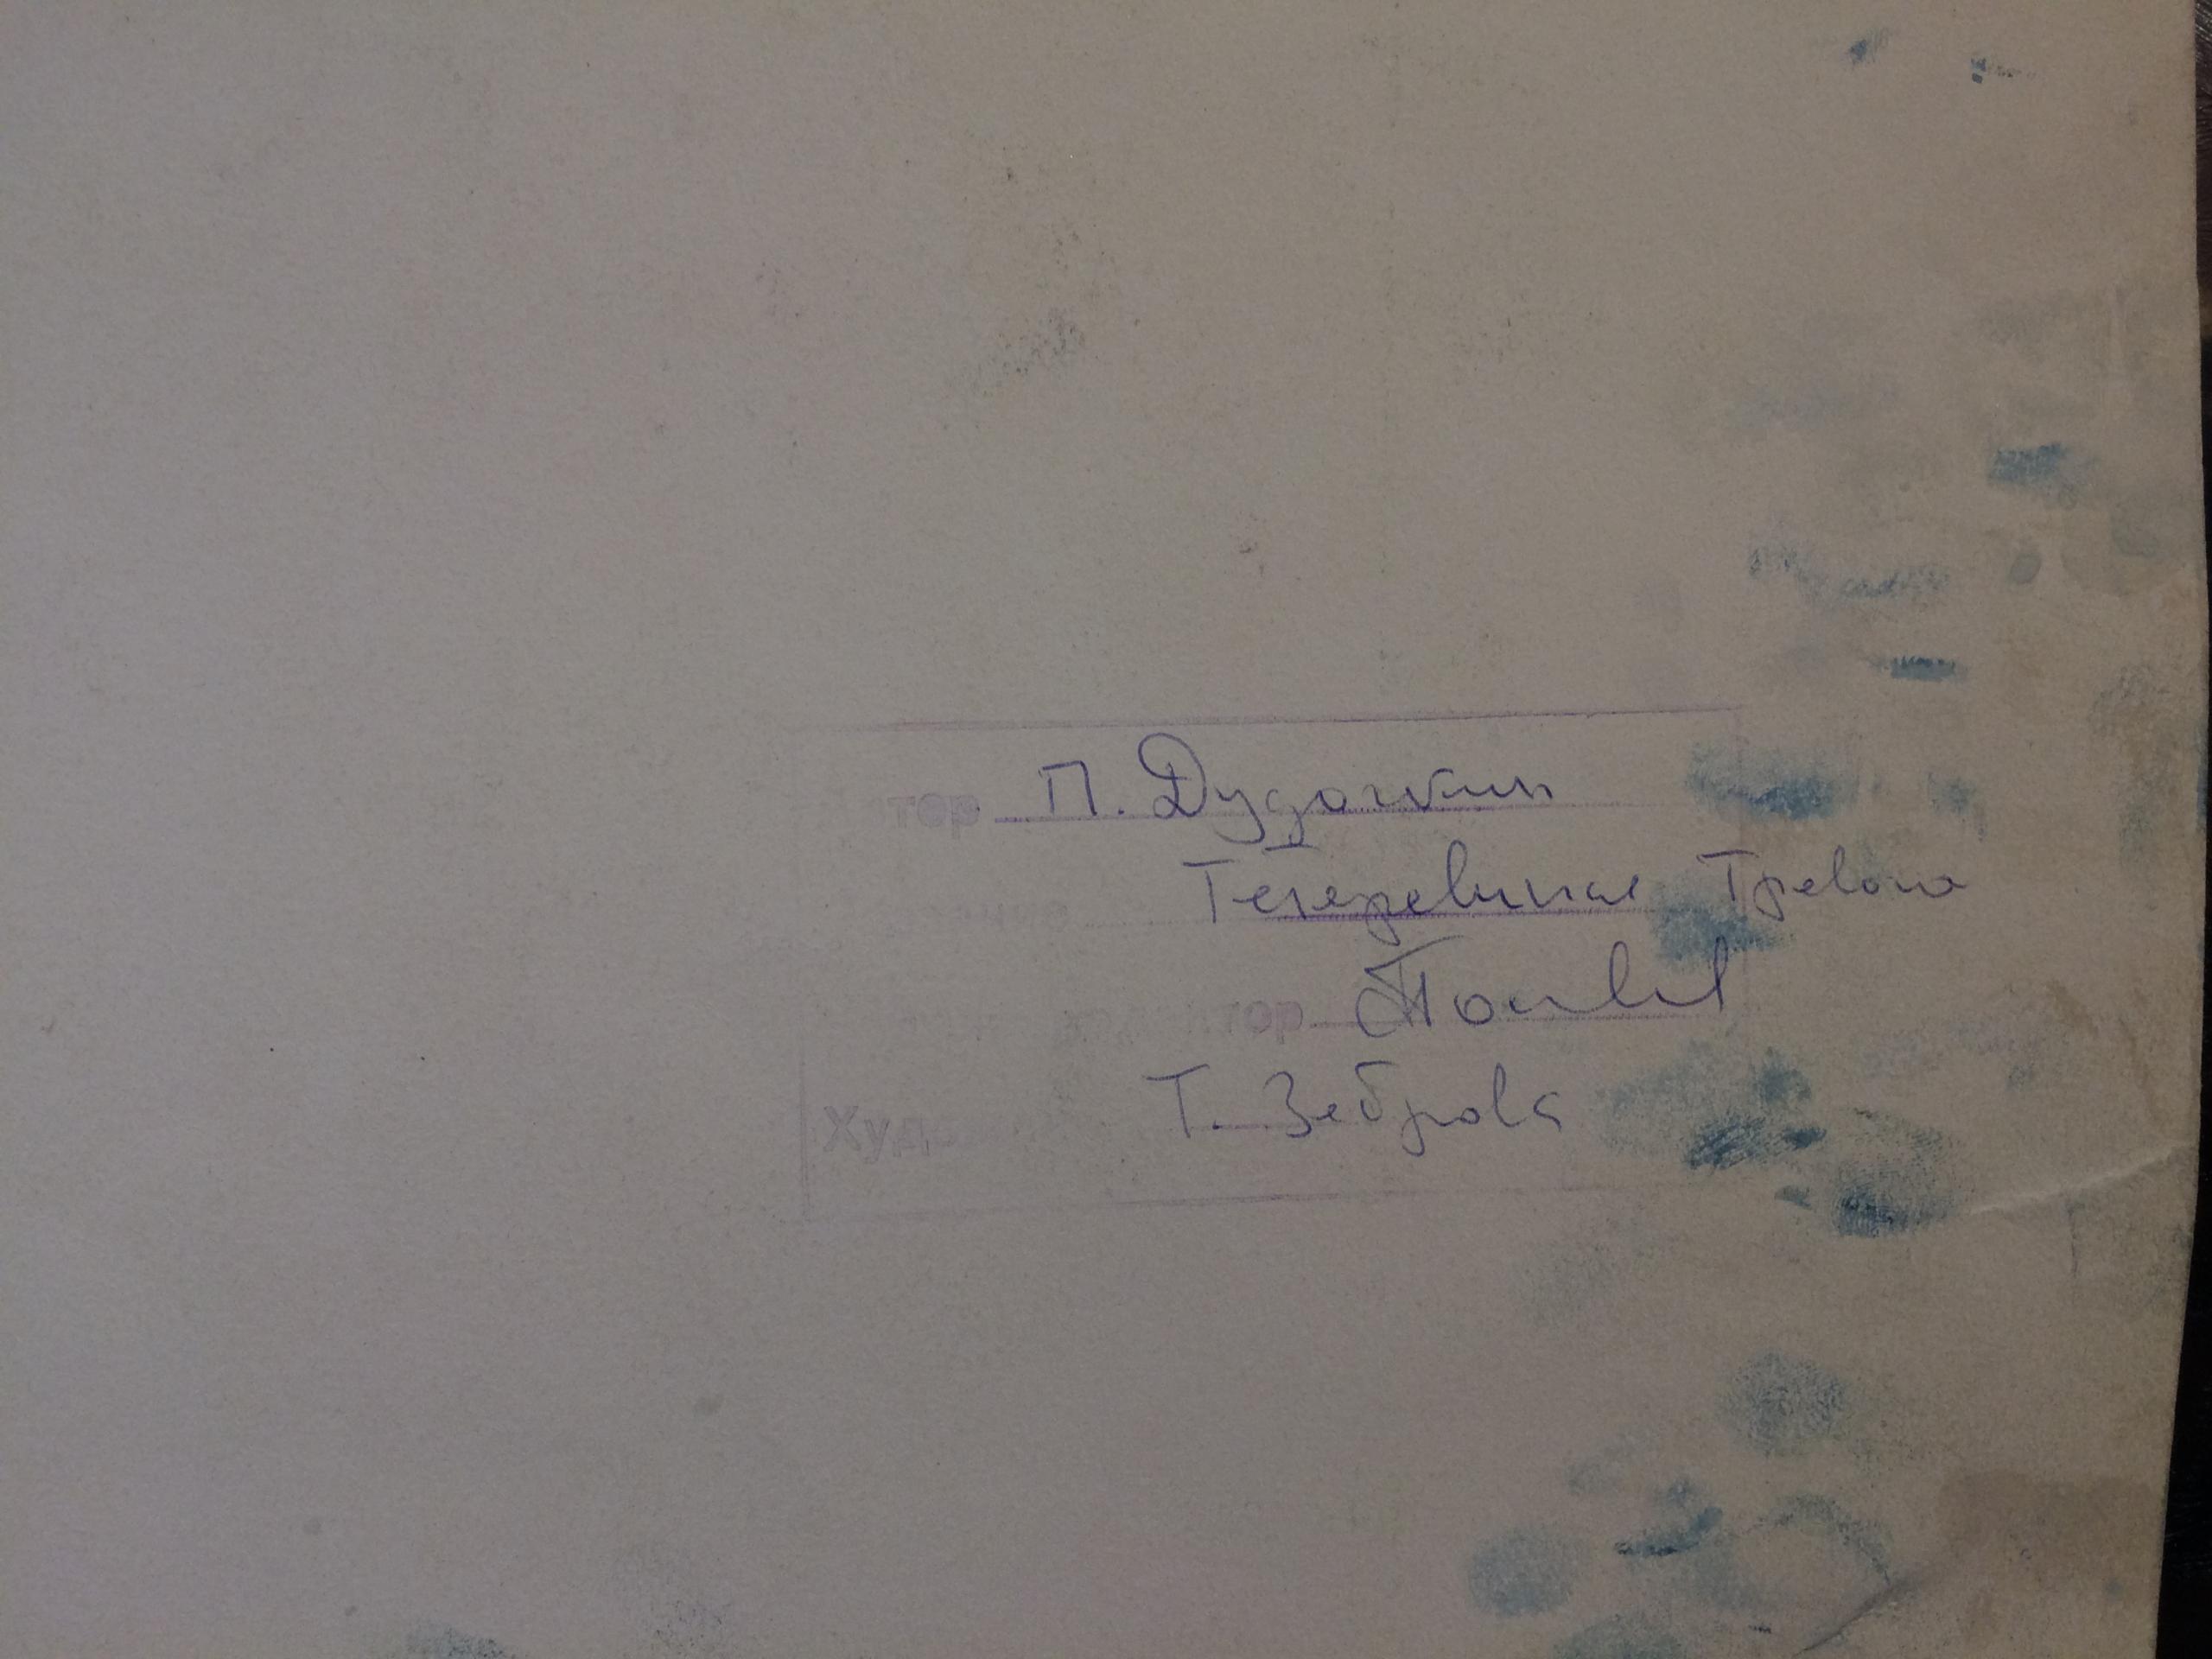 тор П. Дудочкин
Тетеревиная Тревога
тор
Худ Т. Зеброва